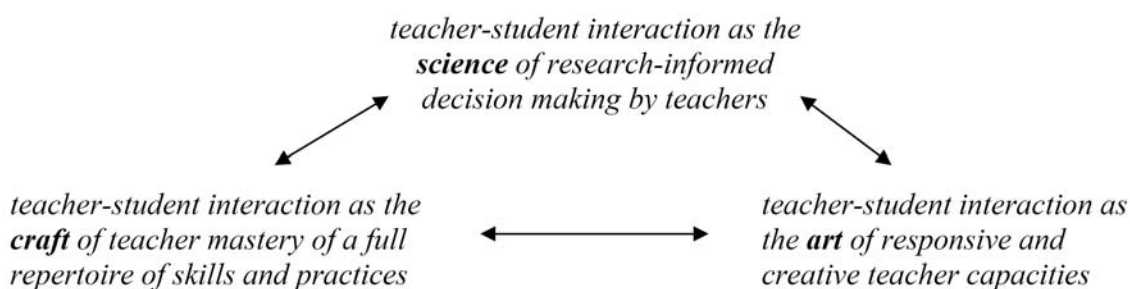 teacher-student interaction as the
science of research-informed
decision making by teachers
teacher-student interaction as the
craft of teacher mastery of a full
repertoire of skills and practices
teacher-student interaction as
the art of responsive and
creative teacher capacities